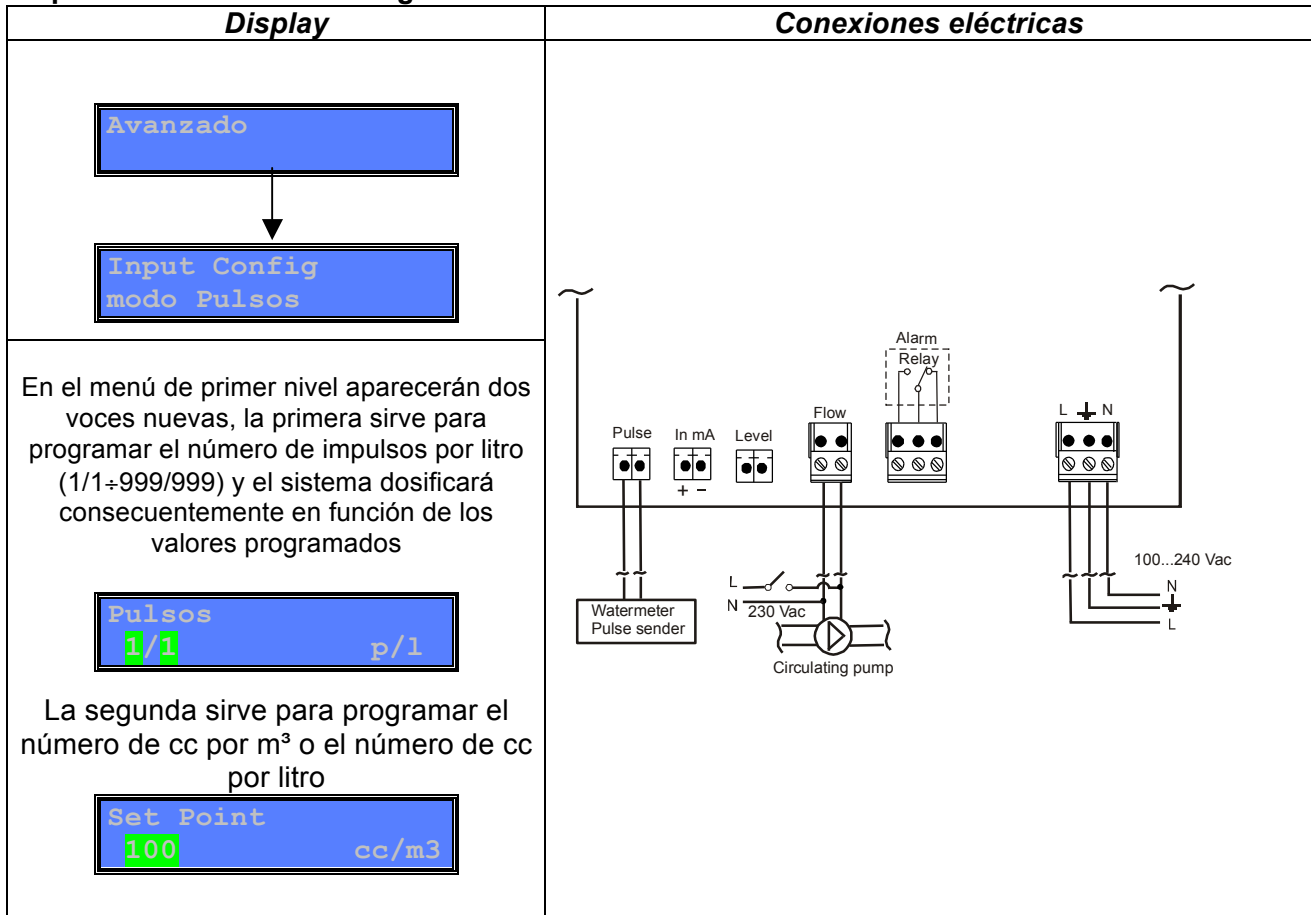 Display
Conexiones eléctricas
Avanzado
Input Config
modo Pulsos
En el menú de primer nivel aparecerán dos
voces nuevas, la primera sirve para
programar el número de impulsos por litro
(1/1÷999/999) y el sistema dosificará
consecuentemente en función de los
valores programados
Pulsos
1/1 p/l
La segunda sirve para programar el
número de cc por m³ o el número de cc
por litro
Set Point
100 cc/m3
Alarm
Relay
Pulse In mA Level Flow L N
+ -
100...240 Vac
N
L
L
N 230 Vac
Watermeter
Pulse sender
Circulating pump